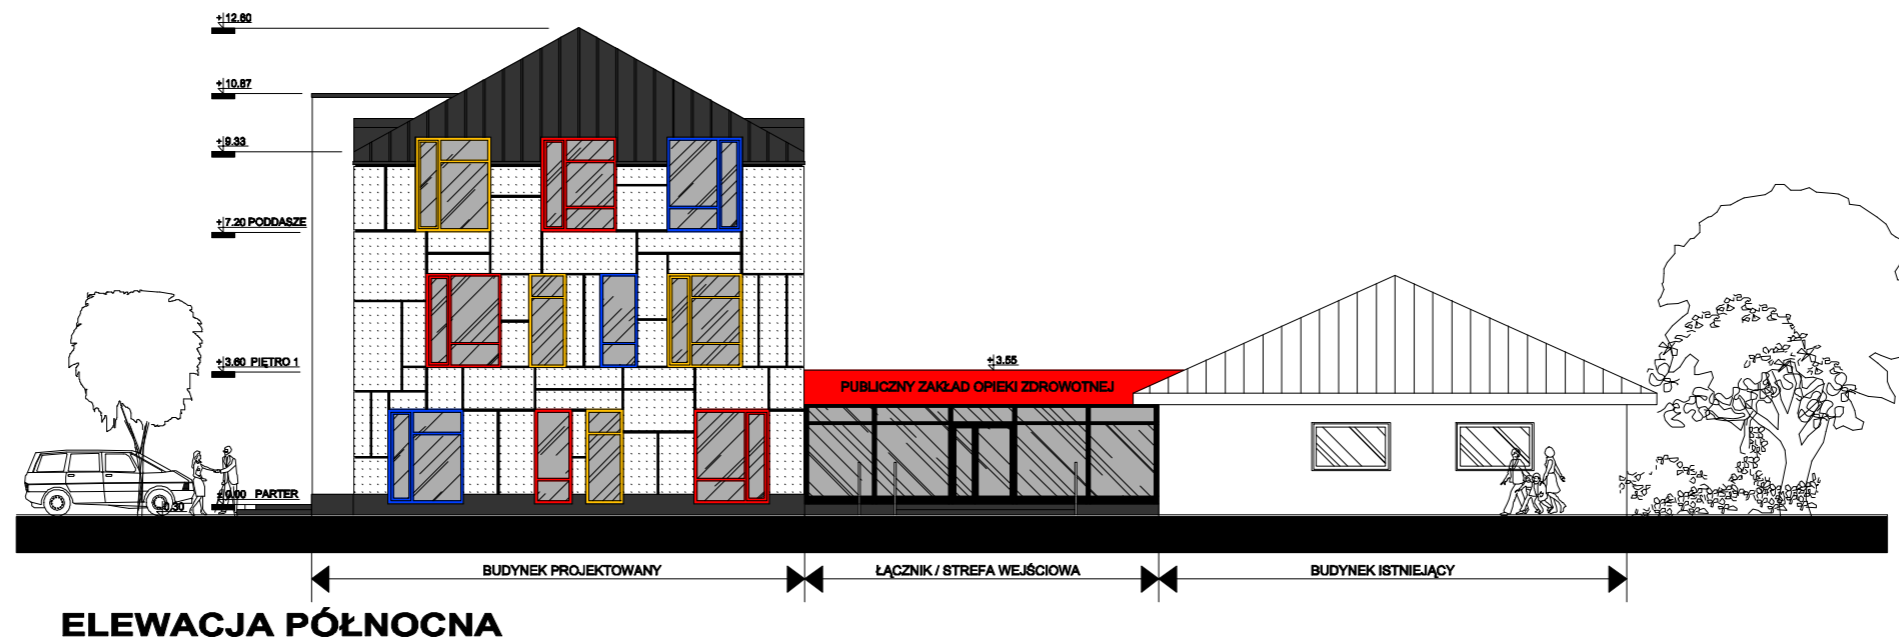 +12.60
+10.87
+9.33
+7.20 PODDASZE
+3.60 PIĘTRO 1
+3.55
PUBLICZNY ZAKŁAD OPIEKI ZDROWOTNEJ
±0.00 PARTER
-0.30
BUDYNEK PROJEKTOWANY
ŁĄCZNIK / STREFA WEJŚCIOWA
BUDYNEK ISTNIEJĄCY
ELEWACJA PÓŁNOCNA